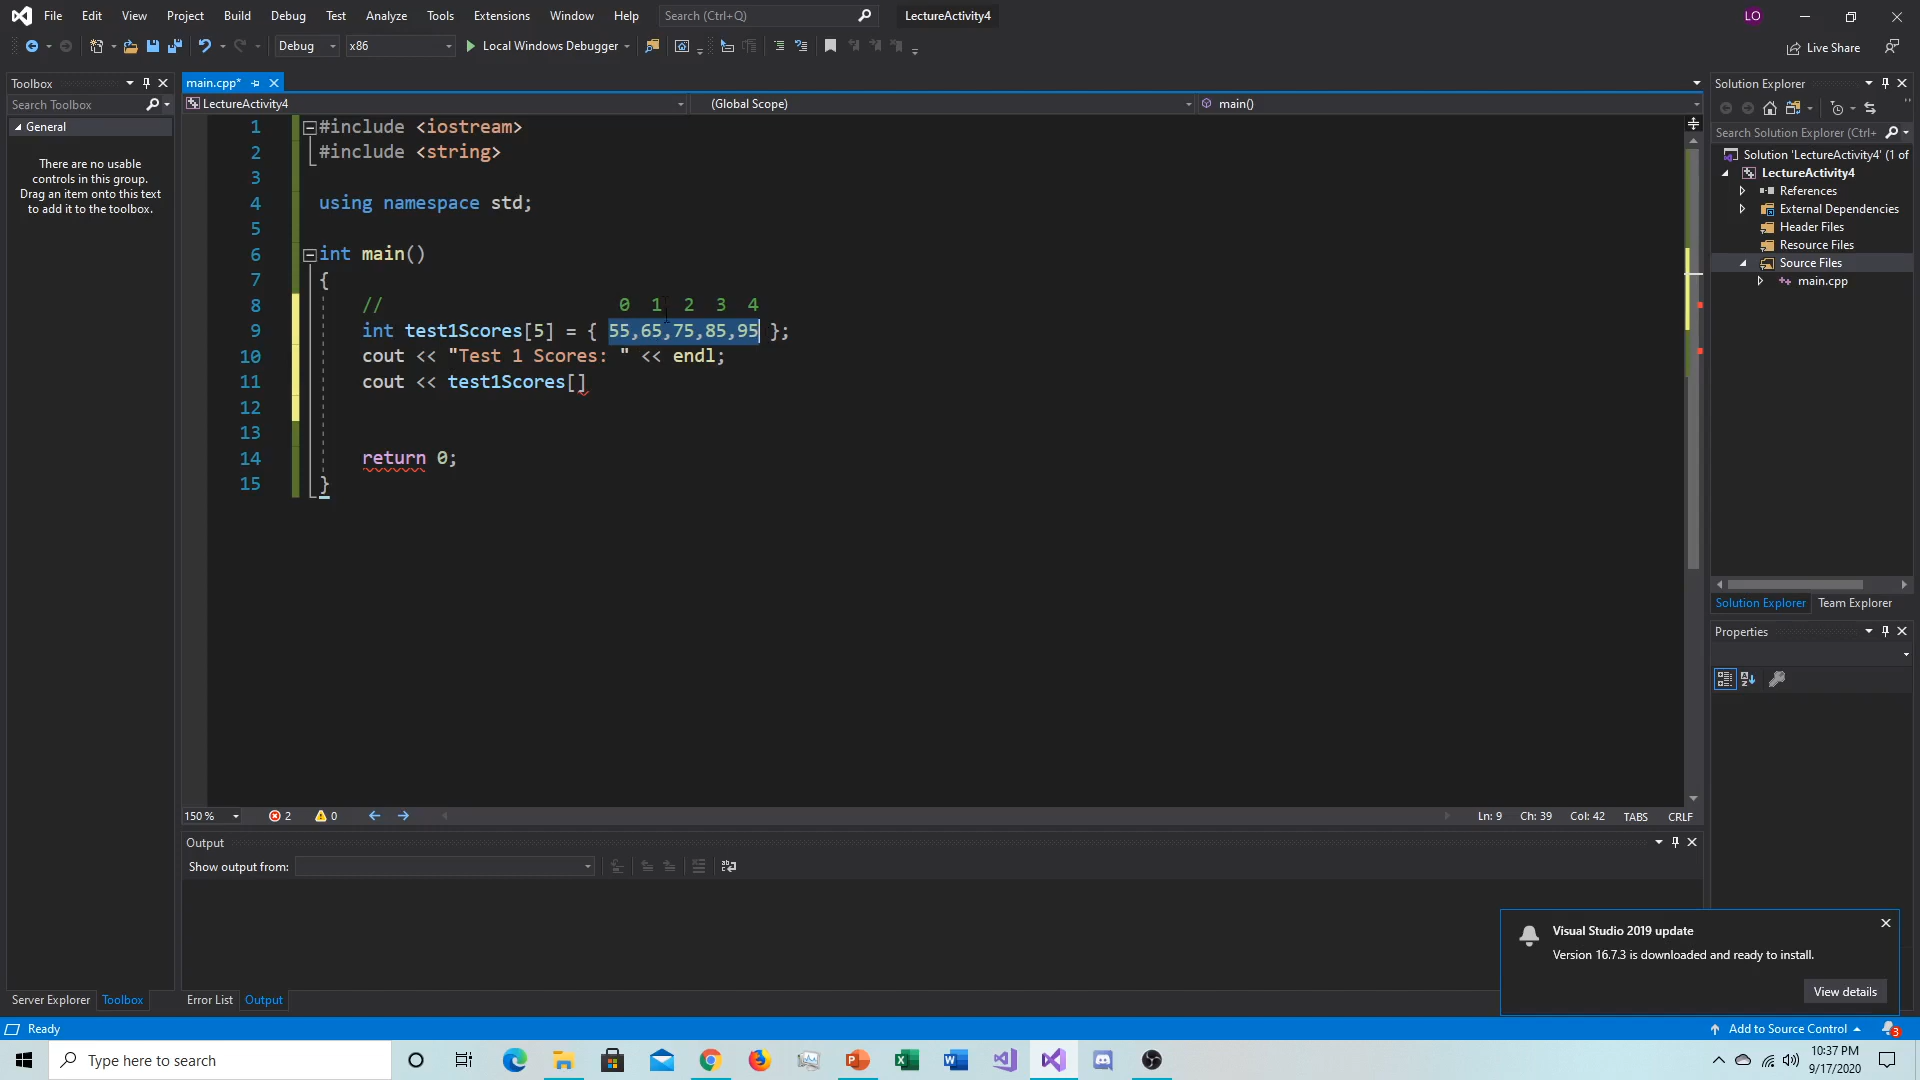 File Edit View Project Build Debug Test Analyze Tools Extensions Window Help Search (Ctrl+Q) LectureActivity4 LO
Debug x86 Local Windows Debugger Live Share
Toolbox main.cpp* Solution Explorer
Search Toolbox LectureActivity4 (Global Scope) main()
General
Search Solution Explorer (Ctrl+
There are no usable
controls in this group.
Drag an item onto this text
to add it to the toolbox.
1 #include <iostream>
2 #include <string>
3
4 using namespace std;
5
6 int main()
7 {
8 // 0 1 2 3 4
9 int test1Scores[5] = { 55,65,75,85,95 };
10 cout << "Test 1 Scores: " << endl;
11 cout << test1Scores[]
12
13
14 return 0;
15 }
Solution 'LectureActivity4' (1 of
LectureActivity4
References
External Dependencies
Header Files
Resource Files
Source Files
main.cpp
Solution Explorer Team Explorer
Properties
150 % 2 0 Ln: 9 Ch: 39 Col: 42 TABS CRLF
Output
Show output from:
Visual Studio 2019 update
Version 16.7.3 is downloaded and ready to install.
View details
Server Explorer Toolbox Error List Output
Ready Add to Source Control 3
Type here to search
10:37 PM
9/17/2020